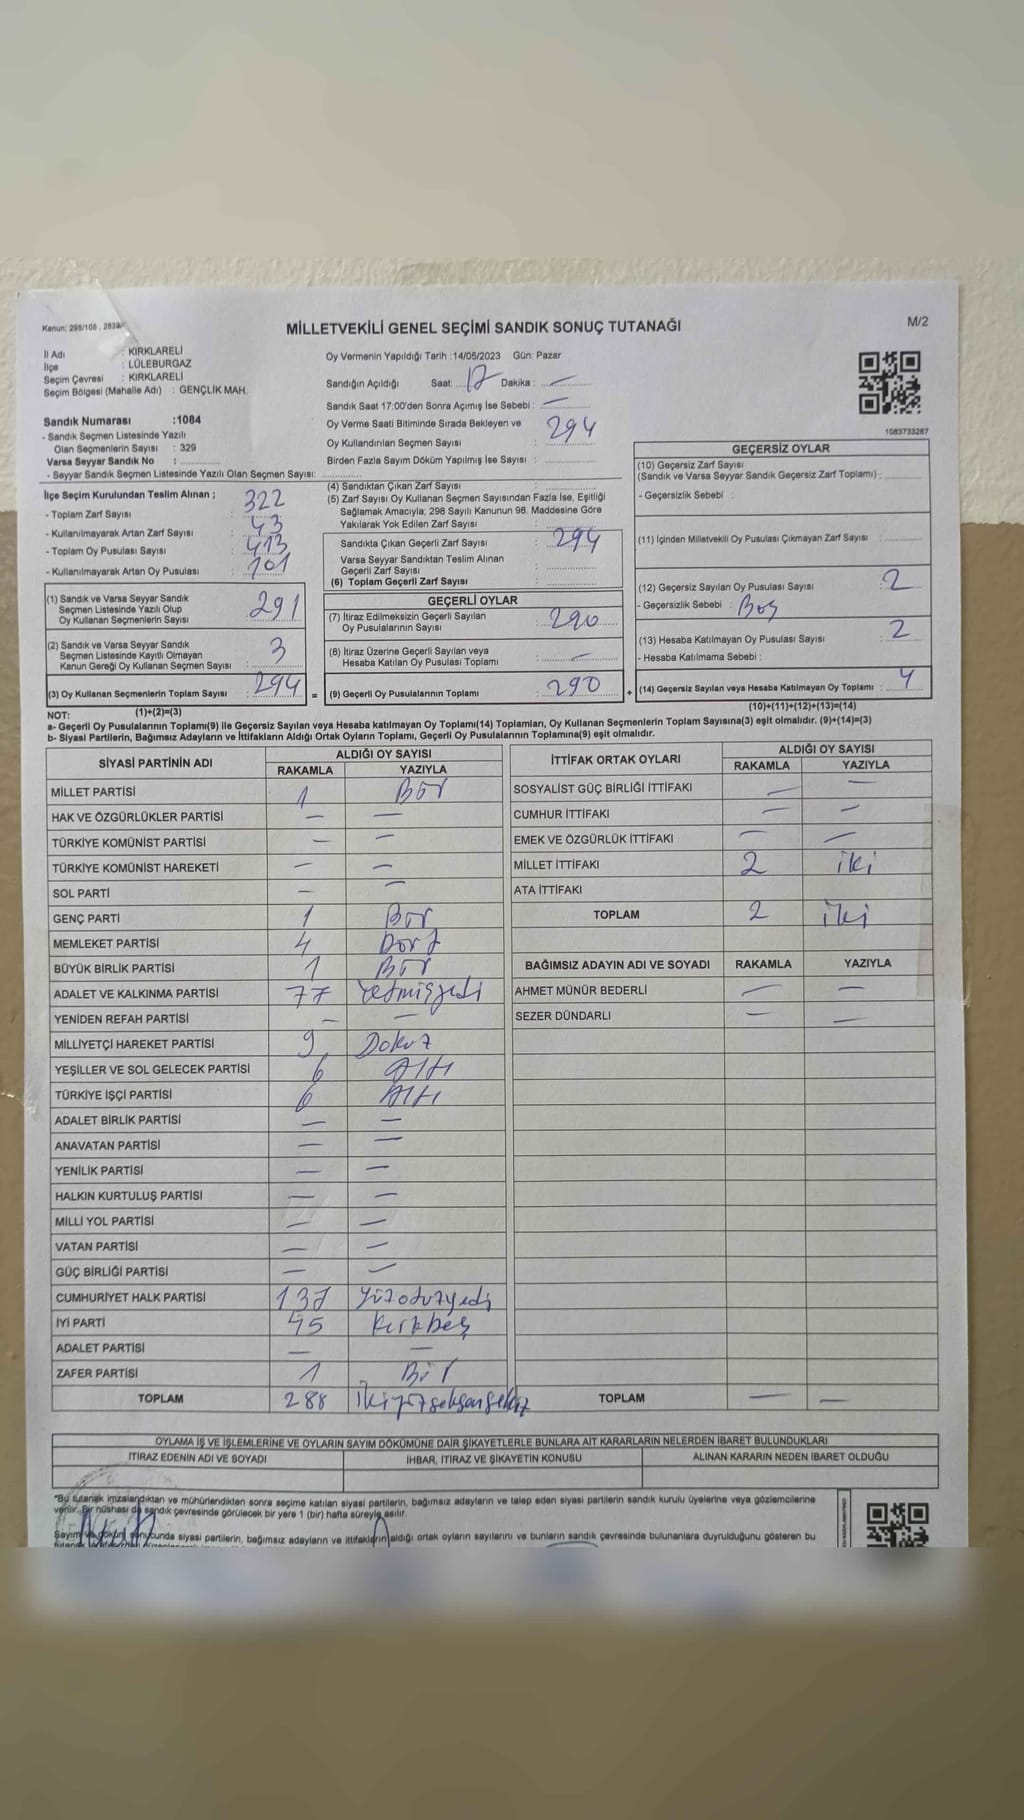 Kanun; 298/105 , 2839/
MİLLETVEKİLİ GENEL SEÇİMİ SANDIK SONUÇ TUTANAĞI
M/2
İl Adı : KIRKLARELİ
İlçe : LÜLEBURGAZ
Seçim Çevresi : KIRKLARELİ
Seçim Bölgesi (Mahalle Adı) : GENÇLİK MAH.
Sandık Numarası :1084
- Sandık Seçmen Listesinde Yazılı
Olan Seçmenlerin Sayısı : 329
Varsa Seyyar Sandık No :
- Seyyar Sandık Seçmen Listesinde Yazılı Olan Seçmen Sayısı:
Oy Vermenin Yapıldığı Tarih :14/05/2023 Gün: Pazar
Sandığın Açıldığı Saat: 17 Dakika : —
Sandık Saat 17:00'den Sonra Açımış İse Sebebi : —
Oy Verme Saati Bitiminde Sırada Bekleyen ve
Oy Kullandırılan Seçmen Sayısı : 294
Birden Fazla Sayım Döküm Yapılmış İse Sayısı :
1083733287
İlçe Seçim Kurulundan Teslim Alınan ;
- Toplam Zarf Sayısı : 322
- Kullanılmayarak Artan Zarf Sayısı : 43
- Toplam Oy Pusulası Sayısı : 413
- Kullanılmayarak Artan Oy Pusulası : 101
(1) Sandık ve Varsa Seyyar Sandık
Seçmen Listesinde Yazılı Olup
Oy Kullanan Seçmenlerin Sayısı : 291
(2) Sandık ve Varsa Seyyar Sandık
Seçmen Listesinde Kayıtlı Olmayan
Kanun Gereği Oy Kullanan Seçmen Sayısı : 3
(3) Oy Kullanan Seçmenlerin Toplam Sayısı : 294 =
(1)+(2)=(3)
(4) Sandıktan Çıkan Zarf Sayısı :
(5) Zarf Sayısı Oy Kullanan Seçmen Sayısından Fazla İse, Eşitliği
Sağlamak Amacıyla; 298 Sayılı Kanunun 98. Maddesine Göre
Yakılarak Yok Edilen Zarf Sayısı :
Sandıkta Çıkan Geçerli Zarf Sayısı : 294
Varsa Seyyar Sandıktan Teslim Alınan
Geçerli Zarf Sayısı :
(6) Toplam Geçerli Zarf Sayısı :
GEÇERLİ OYLAR
(7) İtiraz Edilmeksizin Geçerli Sayılan
Oy Pusulalarının Sayısı : 290
(8) İtiraz Üzerine Geçerli Sayılan veya
Hesaba Katılan Oy Pusulası Toplamı : —
(9) Geçerli Oy Pusulalarının Toplamı : 290 +
GEÇERSİZ OYLAR
(10) Geçersiz Zarf Sayısı
(Sandık ve Varsa Seyyar Sandık Geçersiz Zarf Toplamı) :
- Geçersizlik Sebebi :
(11) İçinden Milletvekili Oy Pusulası Çıkmayan Zarf Sayısı :
(12) Geçersiz Sayılan Oy Pusulası Sayısı : 2
- Geçersizlik Sebebi : Boş
(13) Hesaba Katılmayan Oy Pusulası Sayısı : 2
- Hesaba Katılmama Sebebi :
(14) Geçersiz Sayılan veya Hesaba Katılmayan Oy Toplamı : 4
(10)+(11)+(12)+(13)=(14)
NOT:
a- Geçerli Oy Pusulalarının Toplamı(9) ile Geçersiz Sayılan veya Hesaba katılmayan Oy Toplamı(14) Toplamları, Oy Kullanan Seçmenlerin Toplam Sayısına(3) eşit olmalıdır. (9)+(14)=(3)
b- Siyasi Partilerin, Bağımsız Adayların ve İttifakların Aldığı Ortak Oyların Toplamı, Geçerli Oy Pusulalarının Toplamına(9) eşit olmalıdır.
SİYASİ PARTİNİN ADI
ALDIĞI OY SAYISI
RAKAMLA YAZIYLA
MİLLET PARTİSİ 1 Bir
HAK VE ÖZGÜRLÜKLER PARTİSİ — —
TÜRKİYE KOMÜNİST PARTİSİ — —
TÜRKİYE KOMÜNİST HAREKETİ — —
SOL PARTİ — —
GENÇ PARTİ 1 Bir
MEMLEKET PARTİSİ 4 Dört
BÜYÜK BİRLİK PARTİSİ 1 Bir
ADALET VE KALKINMA PARTİSİ 77 Yetmişyedi
YENİDEN REFAH PARTİSİ — —
MİLLİYETÇİ HAREKET PARTİSİ 9 Dokuz
YEŞİLLER VE SOL GELECEK PARTİSİ 6 Altı
TÜRKİYE İŞÇİ PARTİSİ 6 Altı
ADALET BİRLİK PARTİSİ — —
ANAVATAN PARTİSİ — —
YENİLİK PARTİSİ — —
HALKIN KURTULUŞ PARTİSİ — —
MİLLİ YOL PARTİSİ — —
VATAN PARTİSİ — —
GÜÇ BİRLİĞİ PARTİSİ — —
CUMHURİYET HALK PARTİSİ 137 Yüzotuzyedi
İYİ PARTİ 45 Kırkbeş
ADALET PARTİSİ — —
ZAFER PARTİSİ 1 Bir
TOPLAM 288 İkiyüzseksensekiz
İTTİFAK ORTAK OYLARI
ALDIĞI OY SAYISI
RAKAMLA YAZIYLA
SOSYALİST GÜÇ BİRLİĞİ İTTİFAKI — —
CUMHUR İTTİFAKI — —
EMEK VE ÖZGÜRLÜK İTTİFAKI — —
MİLLET İTTİFAKI 2 iki
ATA İTTİFAKI
TOPLAM 2 iki
BAĞIMSIZ ADAYIN ADI VE SOYADI RAKAMLA YAZIYLA
AHMET MÜNÜR BEDERLİ — —
SEZER DÜNDARLI — —
TOPLAM — —
OYLAMA İŞ VE İŞLEMLERİNE VE OYLARIN SAYIM DÖKÜMÜNE DAİR ŞİKAYETLERLE BUNLARA AİT KARARLARIN NELERDEN İBARET BULUNDUKLARI
İTİRAZ EDENİN ADI VE SOYADI İHBAR, İTİRAZ VE ŞİKAYETİN KONUSU ALINAN KARARIN NEDEN İBARET OLDUĞU
"Bu tutanak imzalandıktan ve mühürlendikten sonra seçime katılan siyasi partilerin, bağımsız adayların ve talep eden siyasi partilerin sandık kurulu üyelerine veya gözlemcilerine
verilir. Bir nüshası da sandık çevresinde görülecek bir yere 1 (bir) hafta süreyle asılır.
Sayım ve döküm sonucunda siyasi partilerin, bağımsız adayların ve ittifakların aldığı ortak oyların sayılarını ve bunların sandık çevresinde bulunanlara duyrulduğunu gösteren bu